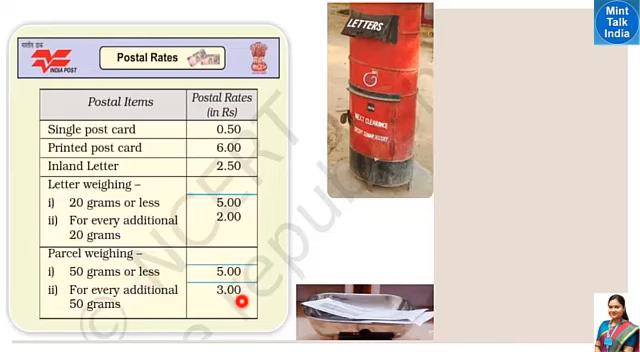 Mint
Talk
India
LETTERS
भारतीय डाक
INDIA POST
Postal Rates
Postal Items
Postal Rates
(in Rs)
Single post card 0.50
Printed post card 6.00
Inland Letter 2.50
Letter weighing –
i) 20 grams or less 5.00
ii) For every additional 2.00
20 grams
Parcel weighing –
i) 50 grams or less 5.00
ii) For every additional 3.00
50 grams
NEXT CLEARANCE
© NCERT
republished